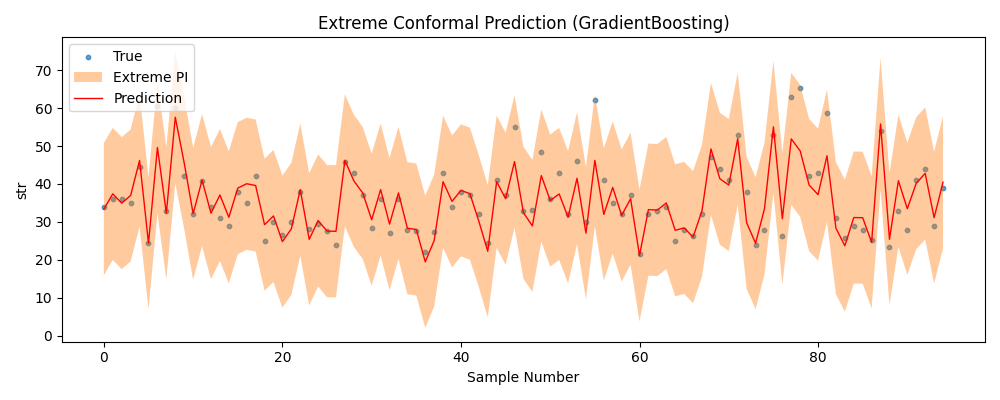 Extreme Conformal Prediction (GradientBoosting)
True
Extreme PI
Prediction
70
60
50
40
30
20
10
0
str
0 20 40 60 80
Sample Number